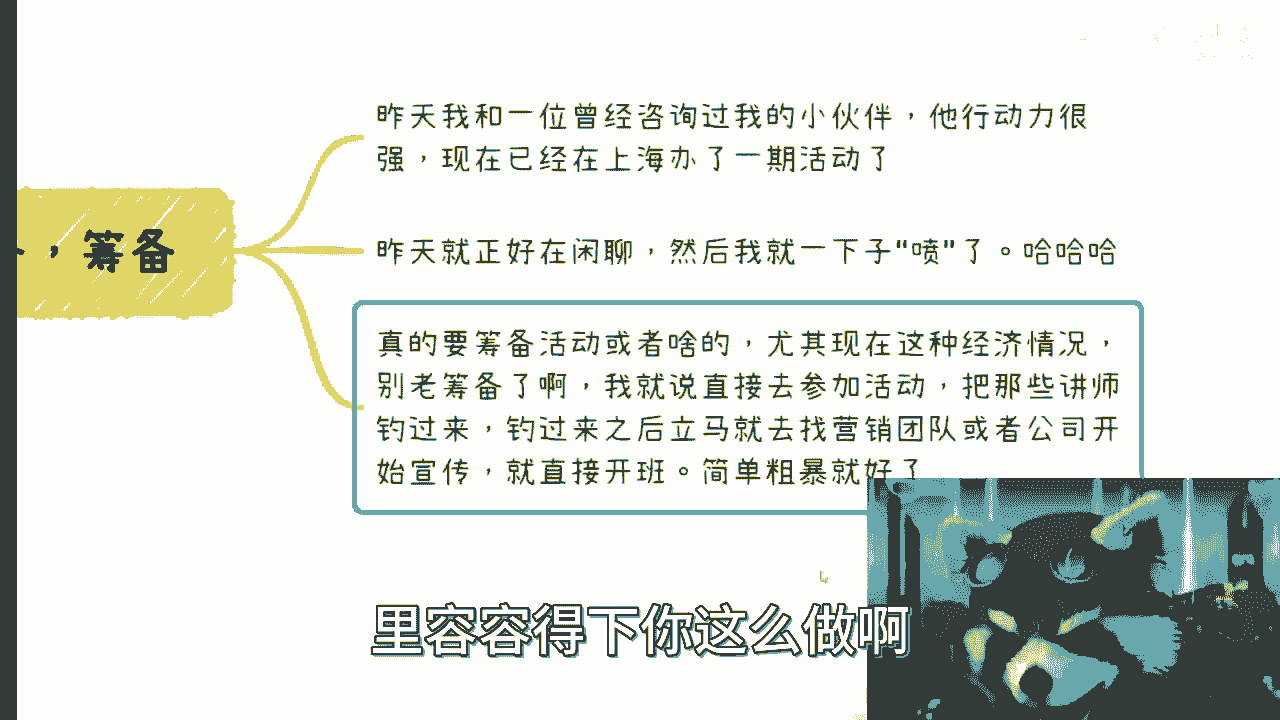 昨天我和一位曾经咨询过我的小伙伴，他行动力很
强，现在已经在上海办了一期活动了
，筹备
昨天就正好在闲聊，然后我就一下子"喷"了。哈哈哈
真的要筹备活动或者啥的，尤其现在这种经济情况，
别老筹备了啊，我就说直接去参加活动，把那些讲师
钓过来，钓过来之后立马就去找营销团队或者公司开
始宣传，就直接开班。简单粗暴就好了
里容容得下你这么做啊